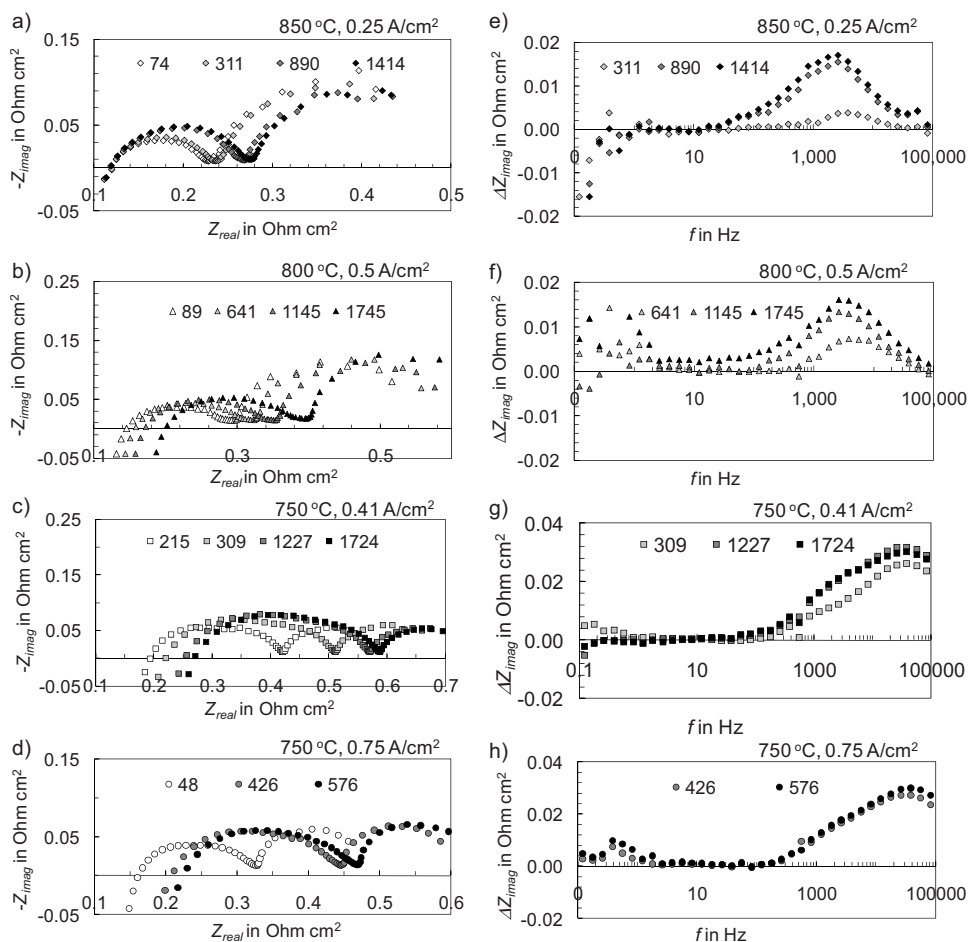 a)
850 °C, 0.25 A/cm²
0.15
74 311 890 1414
0.10
0.05
0.00
-0.05
0.1 0.2 0.3 0.4 0.5
-Zimag in Ohm cm²
Zreal in Ohm cm²
e)
850 °C, 0.25 A/cm²
0.02
311 890 1414
0.01
0.00
-0.01
-0.02
0 10 1,000 100,000
ΔZimag in Ohm cm²
f in Hz
b)
800 °C, 0.5 A/cm²
0.25
89 641 1145 1745
0.15
0.05
-0.05
0.1 0.3 0.5
-Zimag in Ohm cm²
Zreal in Ohm cm²
f)
800 °C, 0.5 A/cm²
0.02
641 1145 1745
0.01
0.00
-0.01
-0.02
0 10 1,000 100,000
ΔZimag in Ohm cm²
f in Hz
c)
750 °C, 0.41 A/cm²
0.25
215 309 1227 1724
0.15
0.05
-0.05
0.1 0.2 0.3 0.4 0.5 0.6 0.7
-Zimag in Ohm cm²
Zreal in Ohm cm²
g)
750 °C, 0.41 A/cm²
0.04
309 1227 1724
0.02
0.00
-0.02
0.1 10 1000 100000
ΔZimag in Ohm cm²
f in Hz
d)
750 °C, 0.75 A/cm²
0.15
48 426 576
0.10
0.05
0.00
-0.05
0.1 0.2 0.3 0.4 0.5 0.6
-Zimag in Ohm cm²
Zreal in Ohm cm²
h)
750 °C, 0.75 A/cm²
0.04
426 576
0.02
0.00
-0.02
0 10 1000 100000
ΔZimag in Ohm cm²
f in Hz